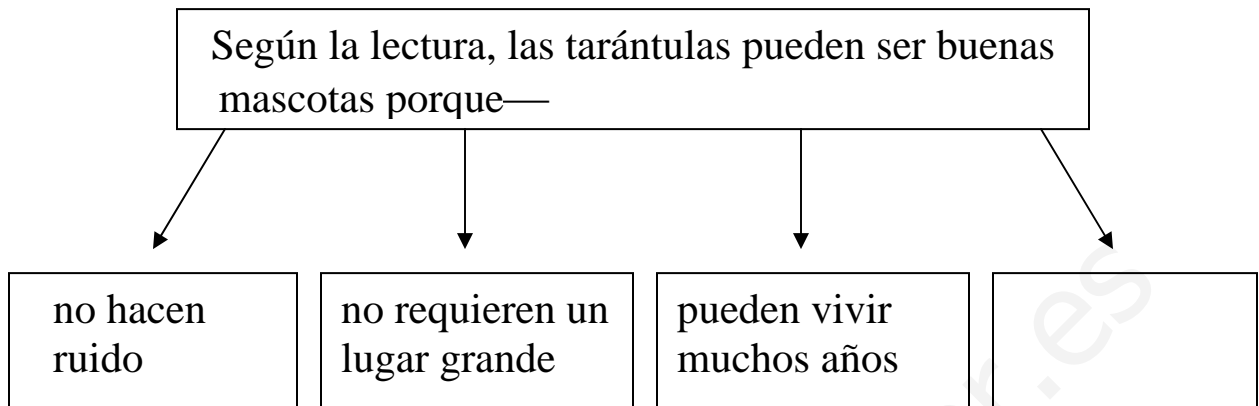 Según la lectura, las tarántulas pueden ser buenas
mascotas porque—
no hacen
ruido
no requieren un
lugar grande
pueden vivir
muchos años
r.es